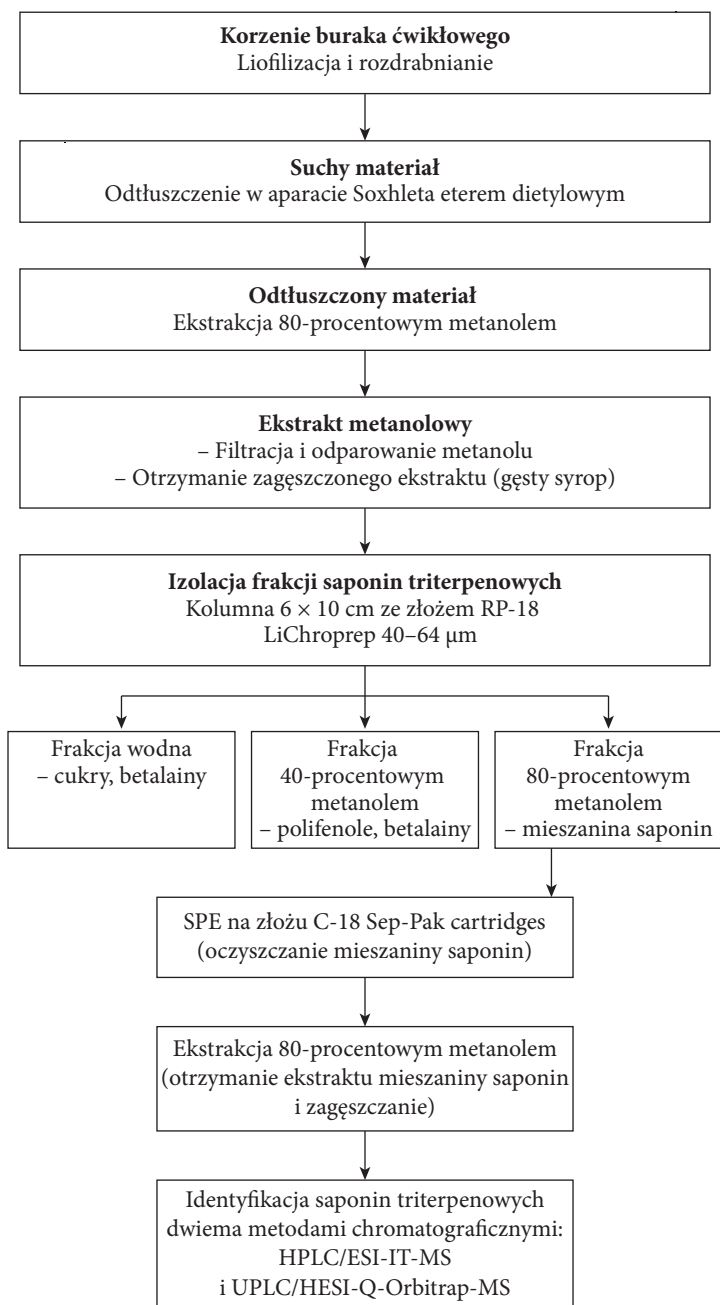 Korzenie buraka ćwikłowego
Liofilizacja i rozdrabnianie
Suchy materiał
Odtłuszczenie w aparacie Soxhleta eterem dietylowym
Odtłuszczony materiał
Ekstrakcja 80-procentowym metanolem
Ekstrakt metanolowy
– Filtracja i odparowanie metanolu
– Otrzymanie zagęszczonego ekstraktu (gęsty syrop)
Izolacja frakcji saponin triterpenowych
Kolumna 6 × 10 cm ze złożem RP-18
LiChroprep 40–64 µm
Frakcja wodna
– cukry, betalainy
Frakcja
40-procentowym
metanolem
– polifenole, betalainy
Frakcja
80-procentowym
metanolem
– mieszanina saponin
SPE na złożu C-18 Sep-Pak cartridges
(oczyszczanie mieszaniny saponin)
Ekstrakcja 80-procentowym metanolem
(otrzymanie ekstraktu mieszaniny saponin
i zagęszczanie)
Identyfikacja saponin triterpenowych
dwiema metodami chromatograficznymi:
HPLC/ESI-IT-MS
i UPLC/HESI-Q-Orbitrap-MS